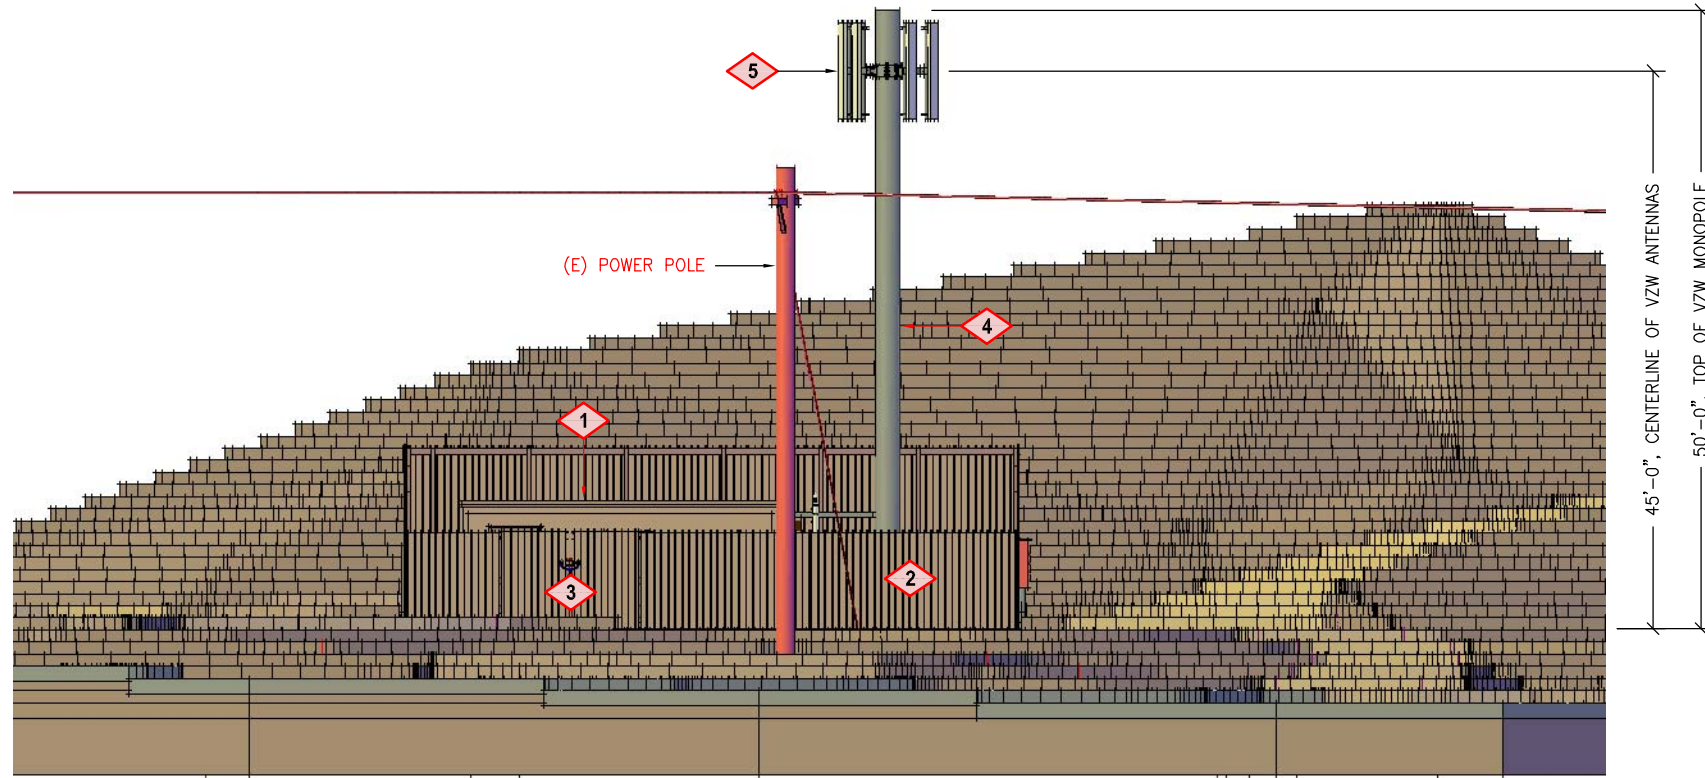 5
(E) POWER POLE
4
1
2
3
45'-0", CENTERLINE OF VZW ANTENNAS
50'-0", TOP OF VZW MONOPOLE